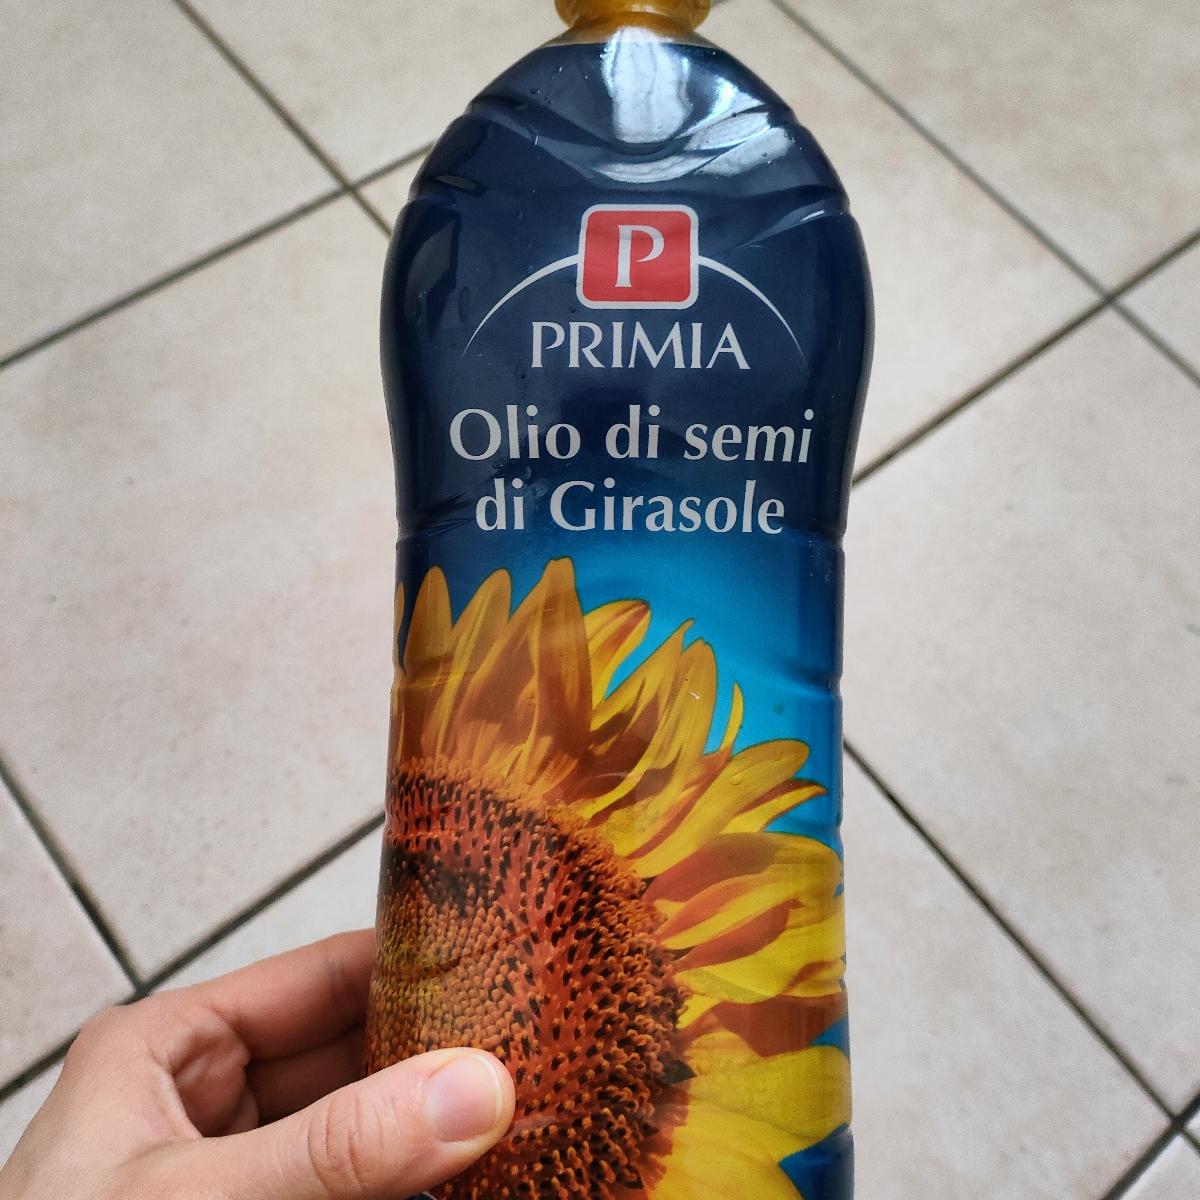 P
PRIMIA
Olio di semi
di Girasole